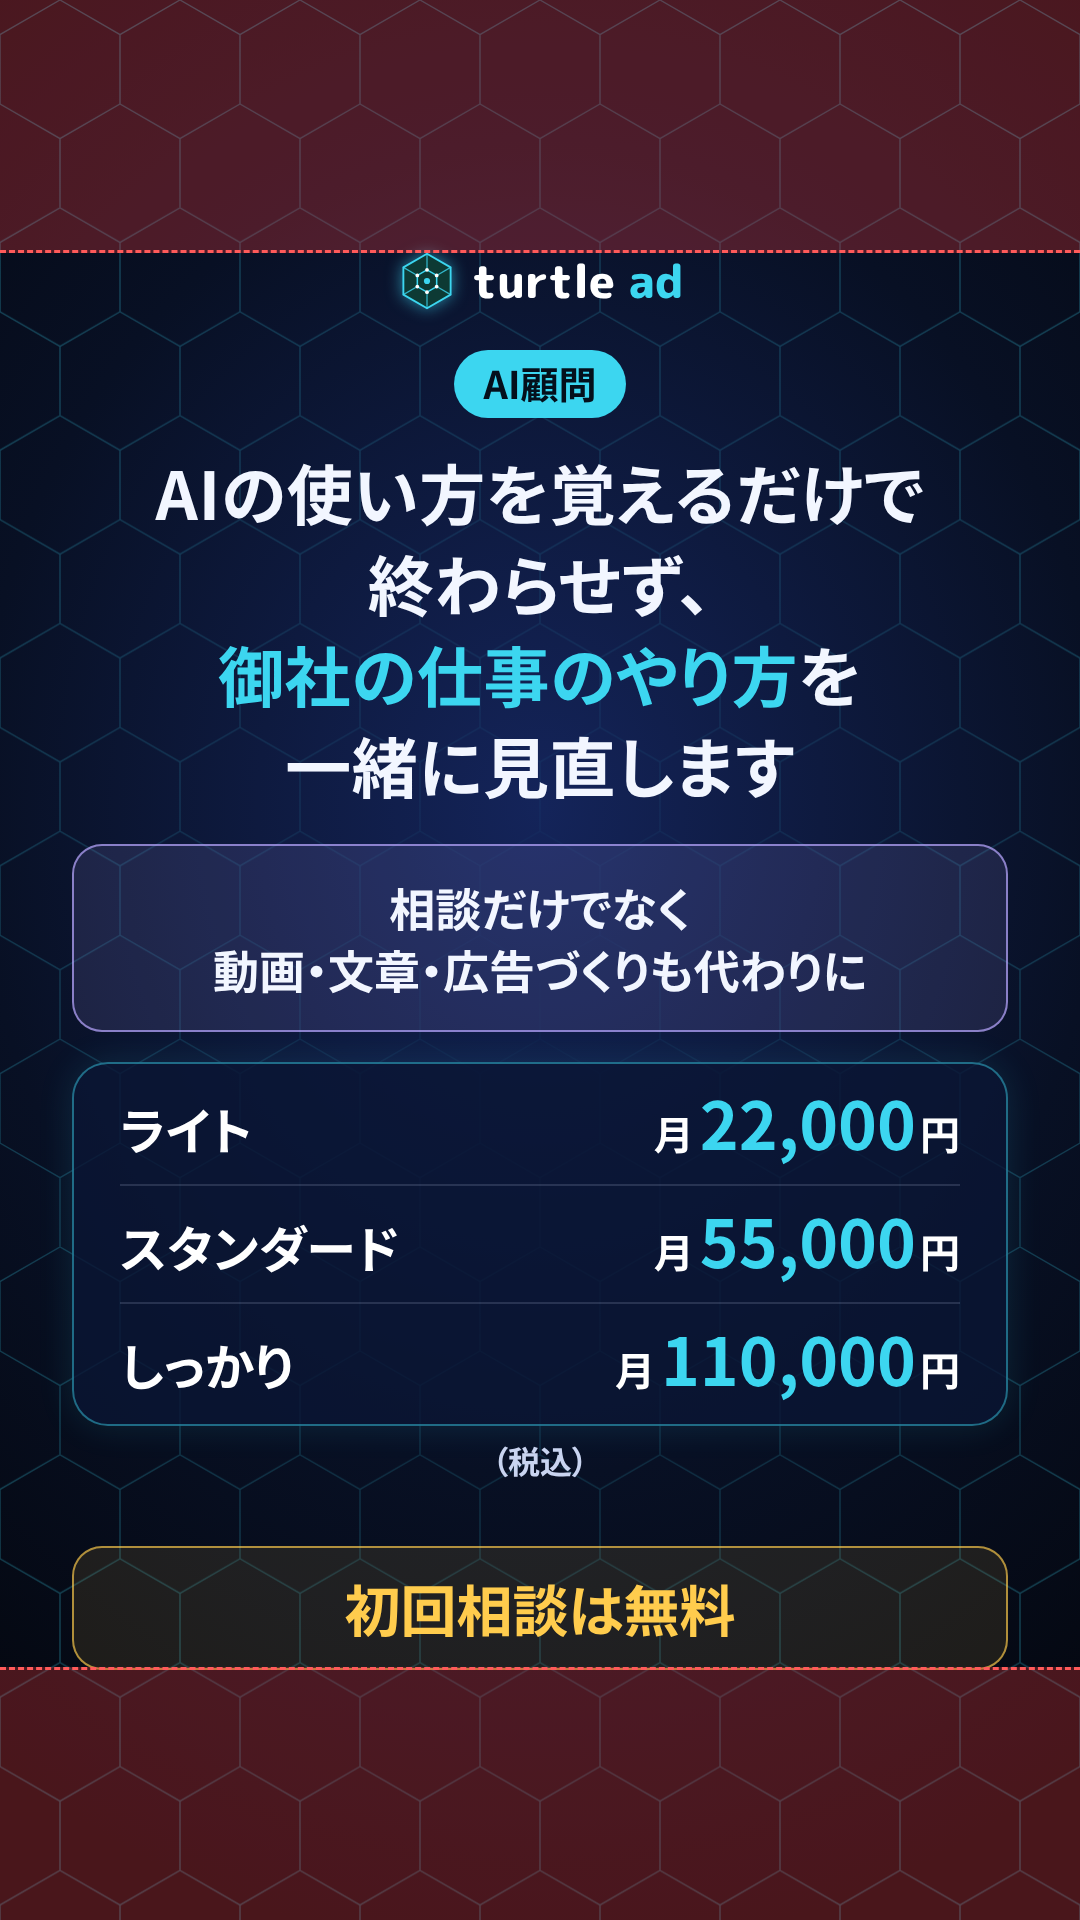 turtle ad
AI顧問
AIの使い方を覚えるだけで
終わらせず、
御社の仕事のやり方を
一緒に見直します
相談だけでなく
動画・文章・広告づくりも代わりに
ライト 月22,000円
スタンダード 月55,000円
しっかり 月110,000円
（税込）
初回相談は無料